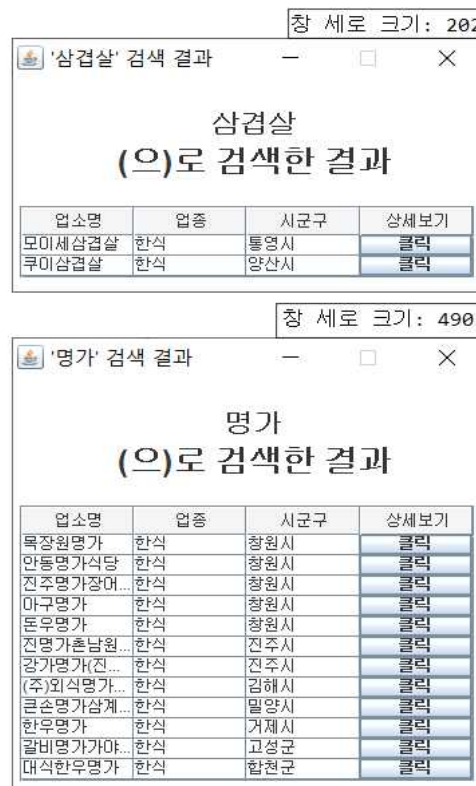 창 세로 크기: 202
'삼겹살' 검색 결과
삼겹살
(으)로 검색한 결과
업소명 업종 시군구 상세보기
모이세삼겹살 한식 통영시 클릭
쿠이삼겹살 한식 양산시 클릭
창 세로 크기: 490
'명가' 검색 결과
명가
(으)로 검색한 결과
업소명 업종 시군구 상세보기
목장원명가 한식 창원시 클릭
안동명가식당 한식 창원시 클릭
진주명가장어... 한식 창원시 클릭
아구명가 한식 창원시 클릭
돈우명가 한식 창원시 클릭
진명가촌남원... 한식 진주시 클릭
강가명가(진... 한식 진주시 클릭
(주)외식명가... 한식 김해시 클릭
큰손명가삼계... 한식 밀양시 클릭
한우명가 한식 거제시 클릭
갈비명가가야... 한식 고성군 클릭
대식한우명가 한식 합천군 클릭